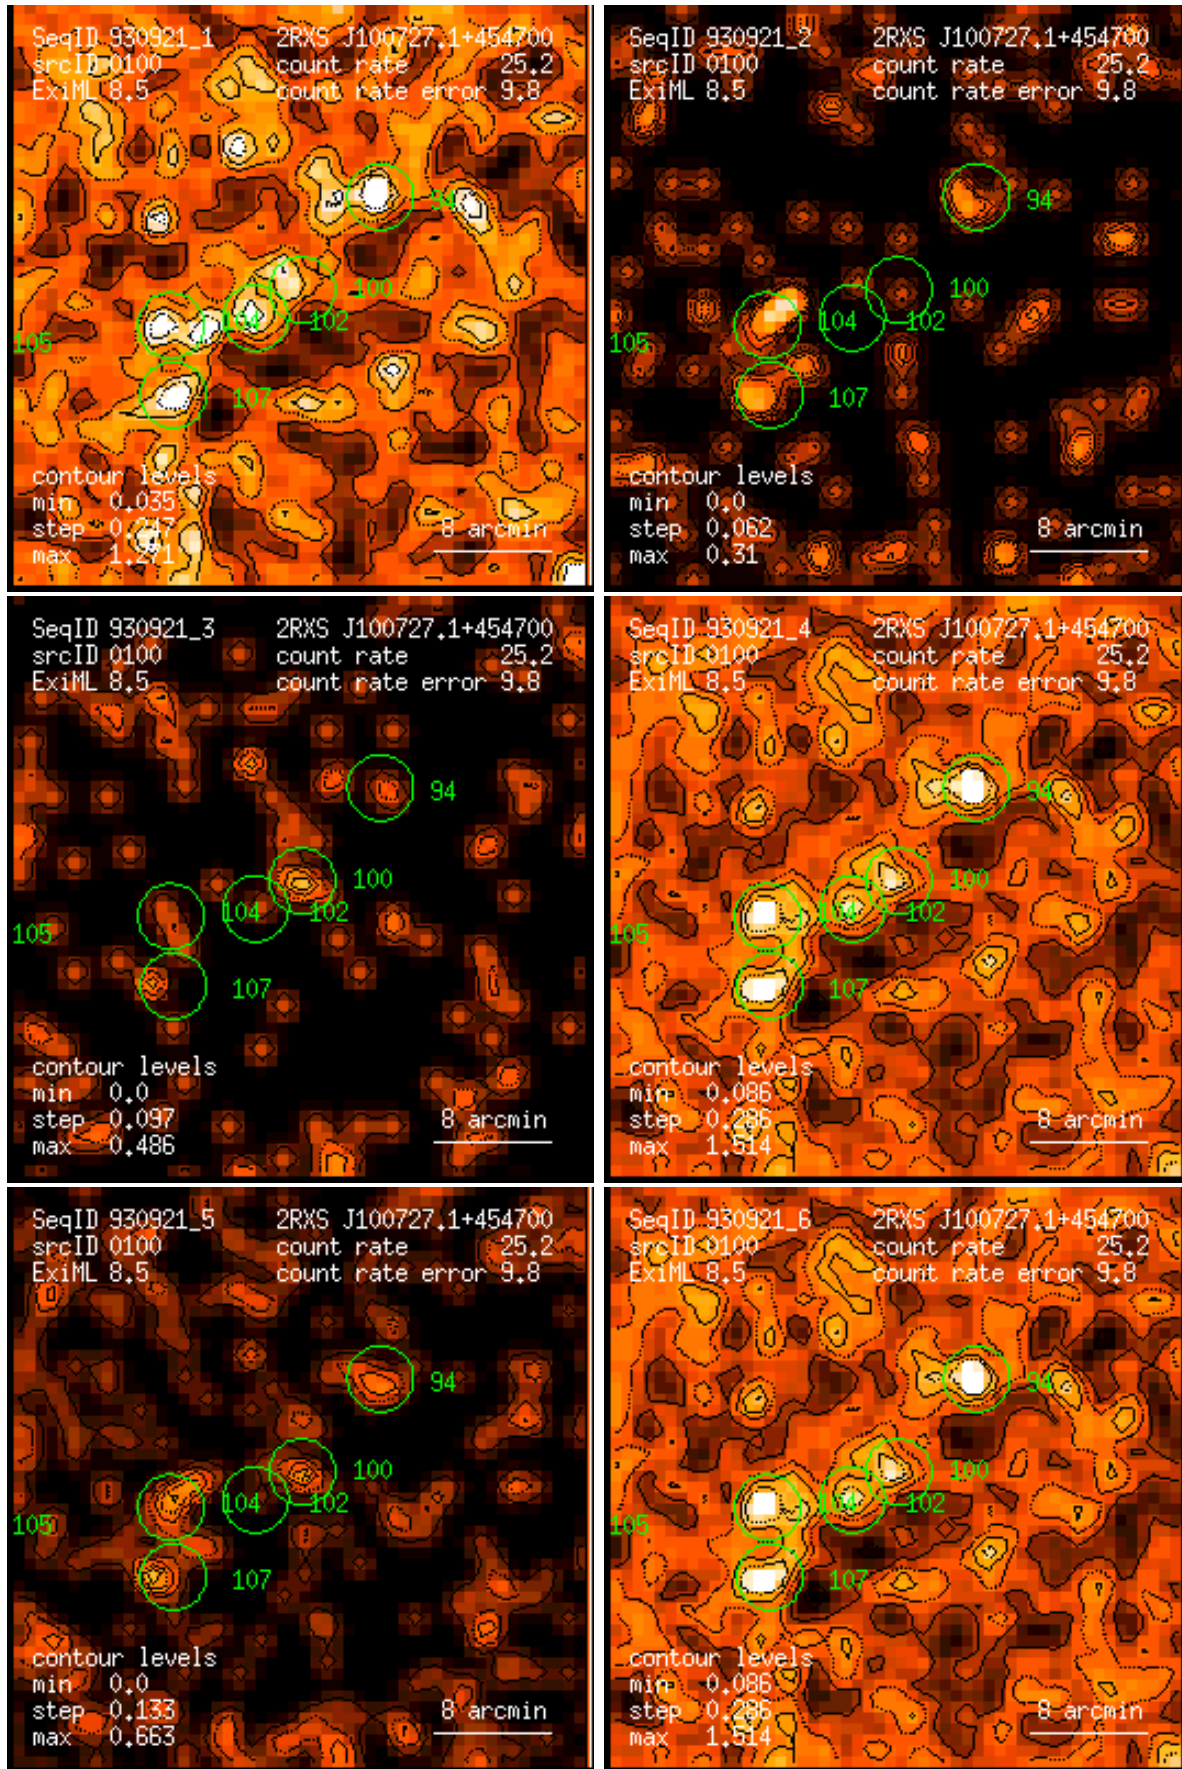 SeqID 930921_1 2RXS J100727.1+454700
srcID 0100 count rate 25.2
ExiML 8.5 count rate error 9.8
94
100
104 102
105
107
contour levels
min 0.035
step 0.247 8 arcmin
max 1.271
SeqID 930921_2 2RXS J100727.1+454700
srcID 0100 count rate 25.2
ExiML 8.5 count rate error 9.8
94
100
104 102
105
107
contour levels
min 0.0
step 0.062 8 arcmin
max 0.31
SeqID 930921_3 2RXS J100727.1+454700
srcID 0100 count rate 25.2
ExiML 8.5 count rate error 9.8
94
100
104 102
105
107
contour levels
min 0.0
step 0.097 8 arcmin
max 0.486
SeqID 930921_4 2RXS J100727.1+454700
srcID 0100 count rate 25.2
ExiML 8.5 count rate error 9.8
94
100
104 102
105
107
contour levels
min 0.086
step 0.286 8 arcmin
max 1.514
SeqID 930921_5 2RXS J100727.1+454700
srcID 0100 count rate 25.2
ExiML 8.5 count rate error 9.8
94
100
104 102
105
107
contour levels
min 0.0
step 0.133 8 arcmin
max 0.663
SeqID 930921_6 2RXS J100727.1+454700
srcID 0100 count rate 25.2
ExiML 8.5 count rate error 9.8
94
100
104 102
105
107
contour levels
min 0.086
step 0.286 8 arcmin
max 1.514